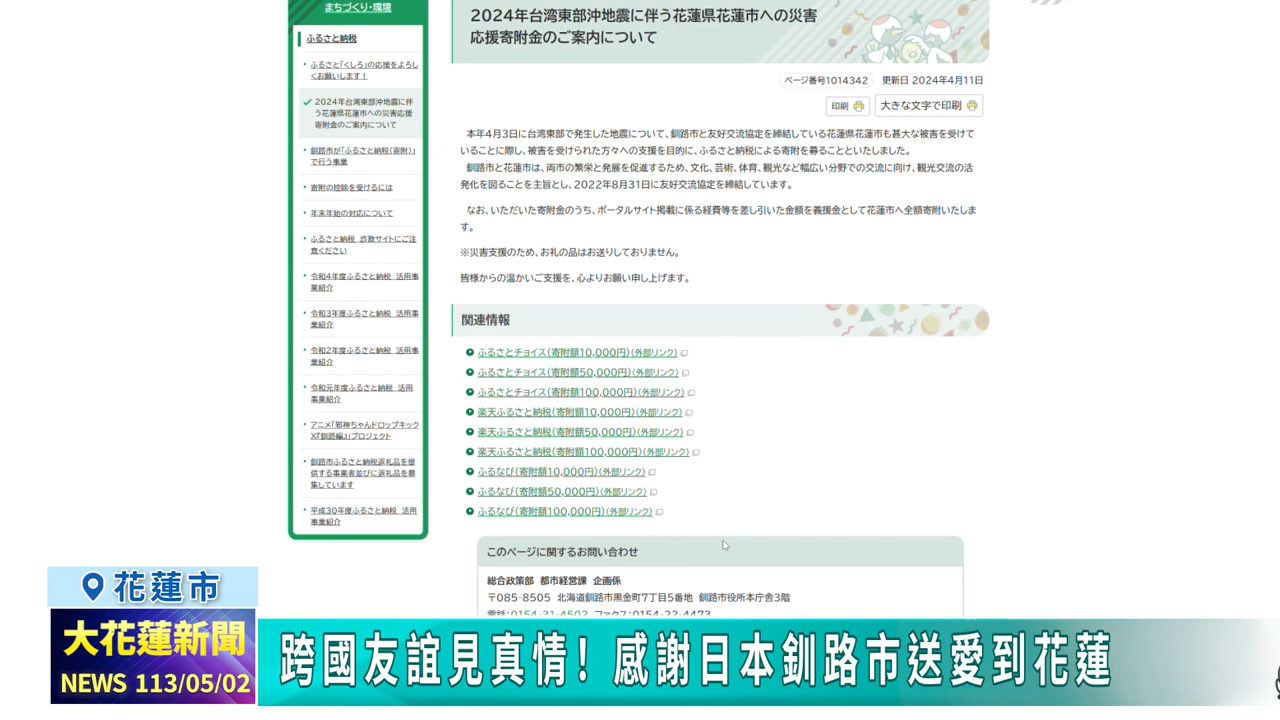 まちづくり・環境
ふるさと納税
ふるさと「くしろ」の応援をよろし
くお願いします！
2024年台湾東部沖地震に伴
う花蓮県花蓮市への災害応援
寄附金のご案内について
釧路市が「ふるさと納税(寄附)」
で行う事業
寄附の控除を受けるには
年末年始の対応について
ふるさと納税　詐欺サイトにご注
意ください
令和4年度ふるさと納税　活用事
業紹介
令和3年度ふるさと納税　活用事
業紹介
令和2年度ふるさと納税　活用事
業紹介
令和元年度ふるさと納税　活用
事業紹介
アニメ「邪神ちゃんドロップキック
X『釧路編』」プロジェクト
釧路市ふるさと納税返礼品を提
供する事業者並びに返礼品を募
集しています
平成30年度ふるさと納税　活用
事業紹介
2024年台湾東部沖地震に伴う花蓮県花蓮市への災害
応援寄附金のご案内について
ページ番号1014342　更新日 2024年4月11日
印刷　大きな文字で印刷
本年4月3日に台湾東部で発生した地震について、釧路市と友好交流協定を締結している花蓮県花蓮市も甚大な被害を受けて
いることに際し、被害を受けられた方々への支援を目的に、ふるさと納税による寄附を募ることといたしました。
釧路市と花蓮市は、両市の繁栄と発展を促進するため、文化、芸術、体育、観光など幅広い分野での交流に向け、観光交流の活
発化を図ることを主旨とし、2022年8月31日に友好交流協定を締結しています。
なお、いただいた寄附金のうち、ポータルサイト掲載に係る経費等を差し引いた金額を義援金として花蓮市へ全額寄附いたしま
す。
※災害支援のため、お礼の品はお送りしておりません。
皆様からの温かいご支援を、心よりお願い申し上げます。
関連情報
ふるさとチョイス(寄附額10,000円)(外部リンク)
ふるさとチョイス(寄附額50,000円)(外部リンク)
ふるさとチョイス(寄附額100,000円)(外部リンク)
楽天ふるさと納税(寄附額10,000円)(外部リンク)
楽天ふるさと納税(寄附額50,000円)(外部リンク)
楽天ふるさと納税(寄附額100,000円)(外部リンク)
ふるなび(寄附額10,000円)(外部リンク)
ふるなび(寄附額50,000円)(外部リンク)
ふるなび(寄附額100,000円)(外部リンク)
このページに関するお問い合わせ
総合政策部　都市経営課　企画係
〒085-8505　北海道釧路市黒金町7丁目5番地　釧路市役所本庁舎3階
電話：0154-31-4502 ファクス：0154-22-4473
花蓮市
大花蓮新聞
NEWS 113/05/02
跨國友誼見真情！感謝日本釧路市送愛到花蓮